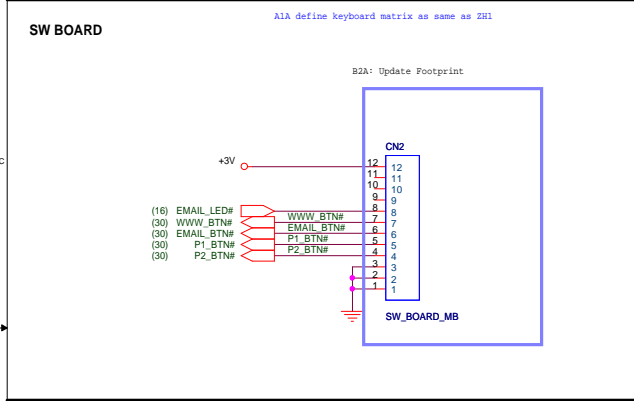 A1A define keyboard matrix as same as ZH1
SW BOARD
B2A: Update Footprint
CN2
C
+3V
12 12
11 11
10 10
9 9
(16) EMAIL_LED# 8 8
(30) WWW_BTN# WWW_BTN# 7 7
(30) EMAIL_BTN# EMAIL_BTN# 6 6
(30) P1_BTN# P1_BTN# 5 5
(30) P2_BTN# P2_BTN# 4 4
3 3
2 2
1 1
SW_BOARD_MB